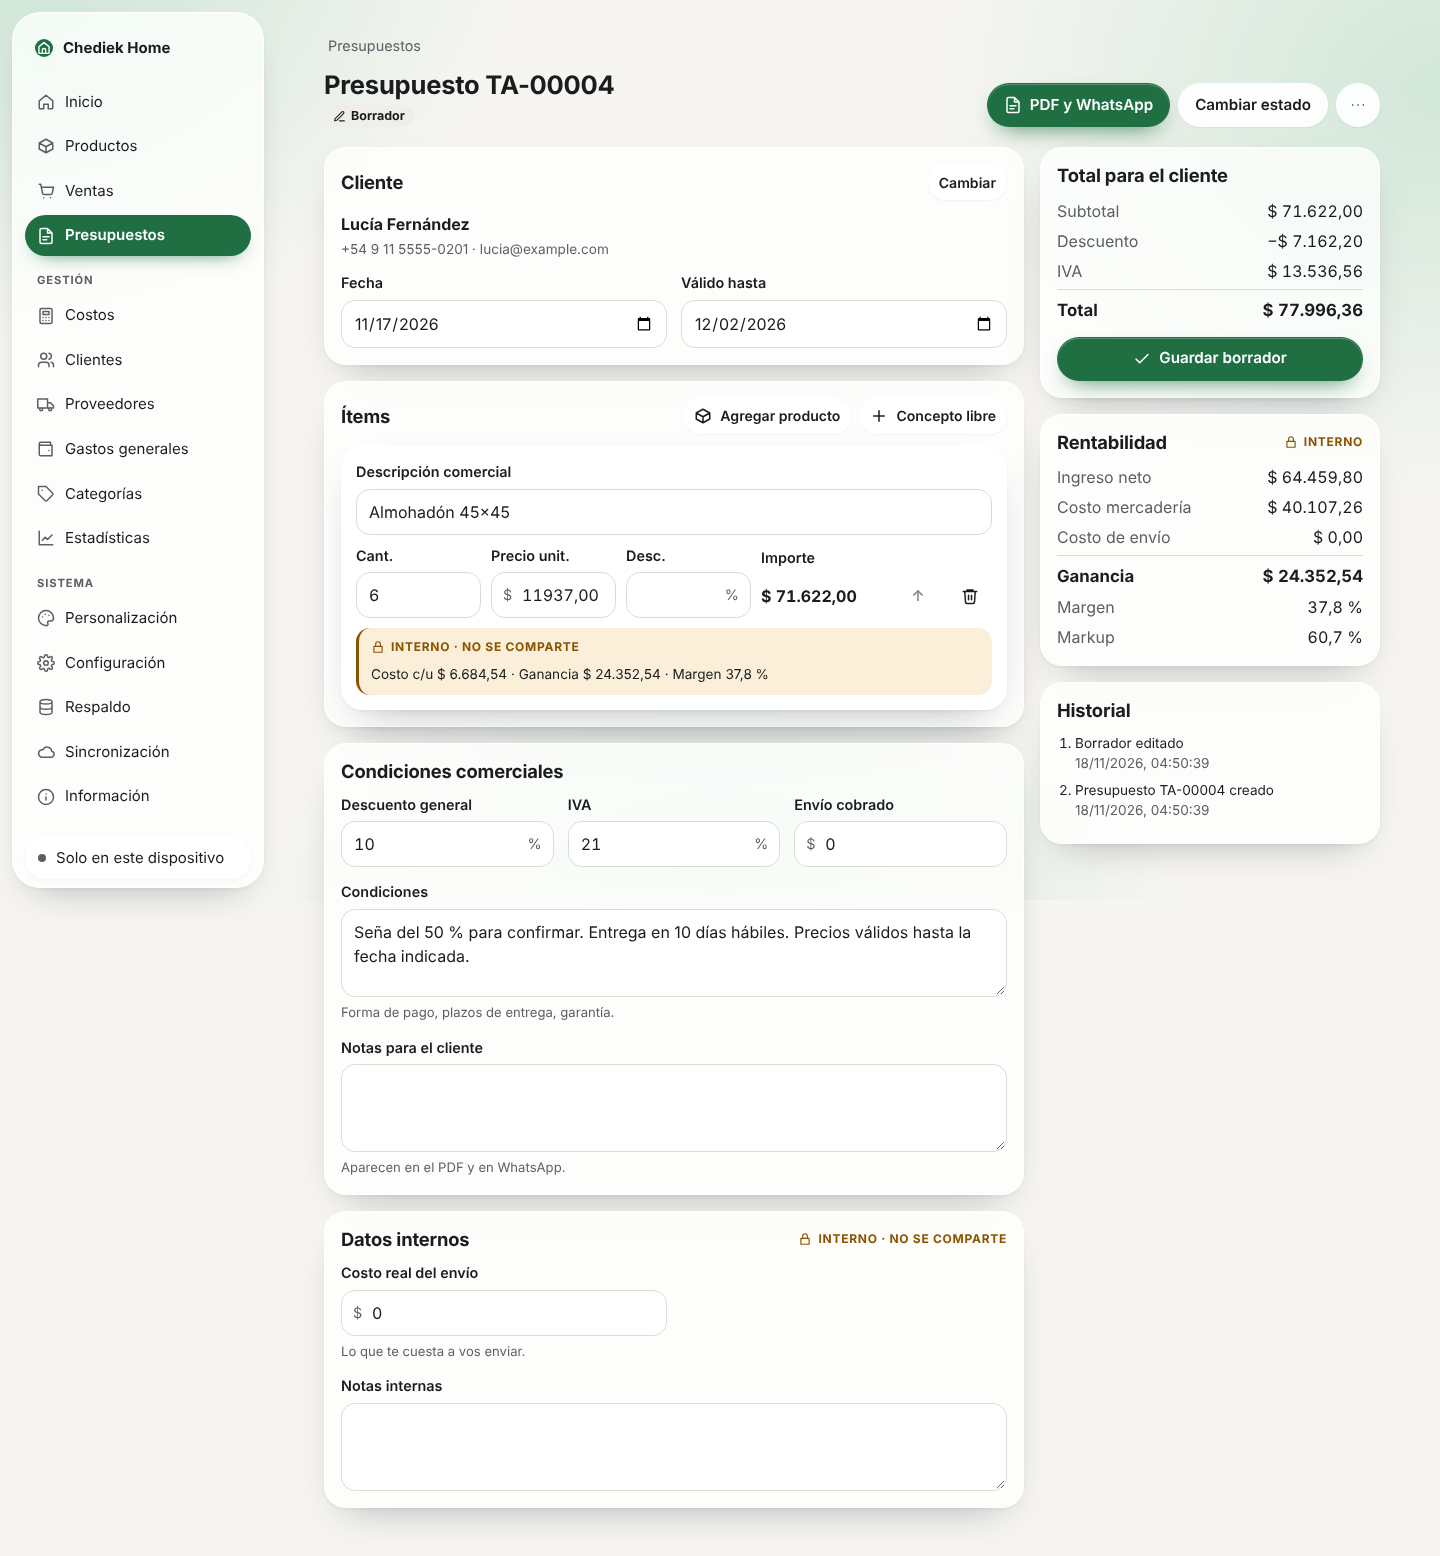 Chediek Home
Inicio
Productos
Ventas
Presupuestos
GESTIÓN
Costos
Clientes
Proveedores
Gastos generales
Categorías
Estadísticas
SISTEMA
Personalización
Configuración
Respaldo
Sincronización
Información
Solo en este dispositivo
Presupuestos
Presupuesto TA-00004
Borrador
PDF y WhatsApp
Cambiar estado
···
Cliente
Cambiar
Lucía Fernández
+54 9 11 5555-0201 · lucia@example.com
Fecha
Válido hasta
11/17/2026
12/02/2026
Ítems
Agregar producto
Concepto libre
Descripción comercial
Almohadón 45×45
Cant.
Precio unit.
Desc.
Importe
6
$ 11937,00
%
$ 71.622,00
INTERNO · NO SE COMPARTE
Costo c/u $ 6.684,54 · Ganancia $ 24.352,54 · Margen 37,8 %
Condiciones comerciales
Descuento general
IVA
Envío cobrado
10 %
21 %
$ 0
Condiciones
Seña del 50 % para confirmar. Entrega en 10 días hábiles. Precios válidos hasta la
fecha indicada.
Forma de pago, plazos de entrega, garantía.
Notas para el cliente
Aparecen en el PDF y en WhatsApp.
Datos internos
INTERNO · NO SE COMPARTE
Costo real del envío
$ 0
Lo que te cuesta a vos enviar.
Notas internas
Total para el cliente
Subtotal $ 71.622,00
Descuento −$ 7.162,20
IVA $ 13.536,56
Total $ 77.996,36
Guardar borrador
Rentabilidad
INTERNO
Ingreso neto $ 64.459,80
Costo mercadería $ 40.107,26
Costo de envío $ 0,00
Ganancia $ 24.352,54
Margen 37,8 %
Markup 60,7 %
Historial
1. Borrador editado
18/11/2026, 04:50:39
2. Presupuesto TA-00004 creado
18/11/2026, 04:50:39